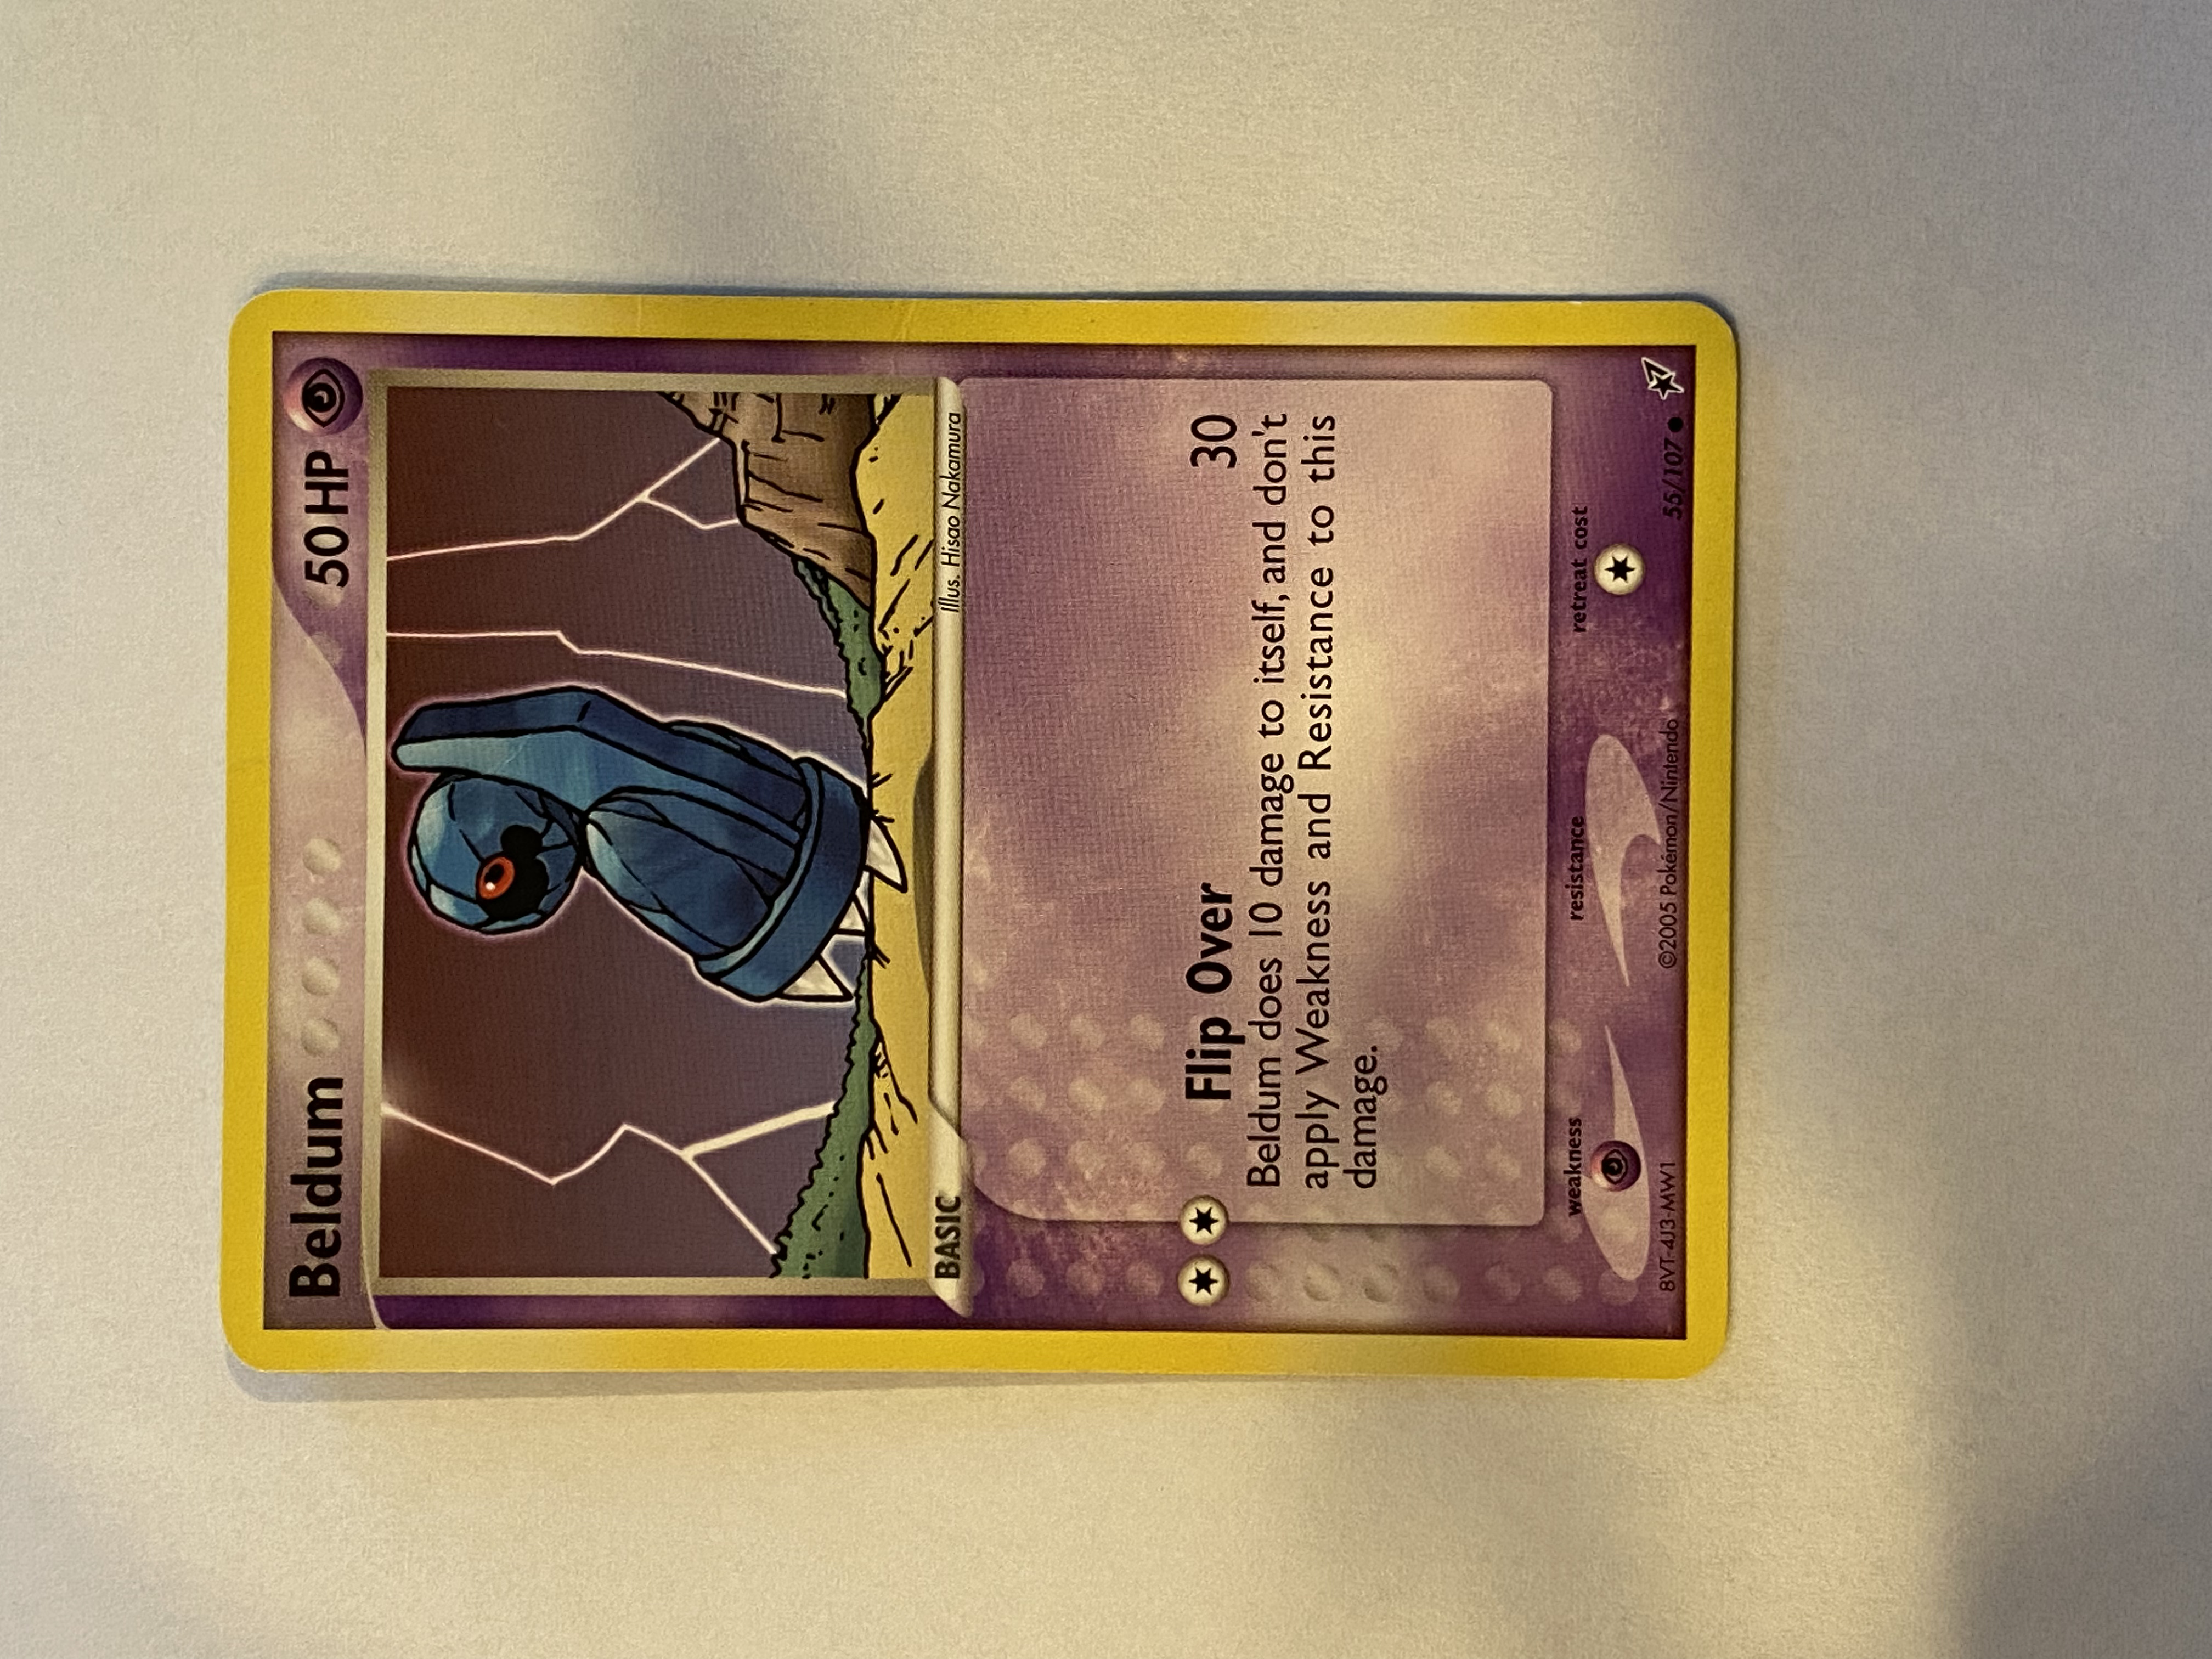 Beldum 50 HP
BASIC Illus. Hisao Nakamura
Flip Over 30
Beldum does 10 damage to itself, and don't
apply Weakness and Resistance to this
damage.
weakness resistance retreat cost
8VT-4J3-MW1 ©2005 Pokémon/Nintendo 55/107